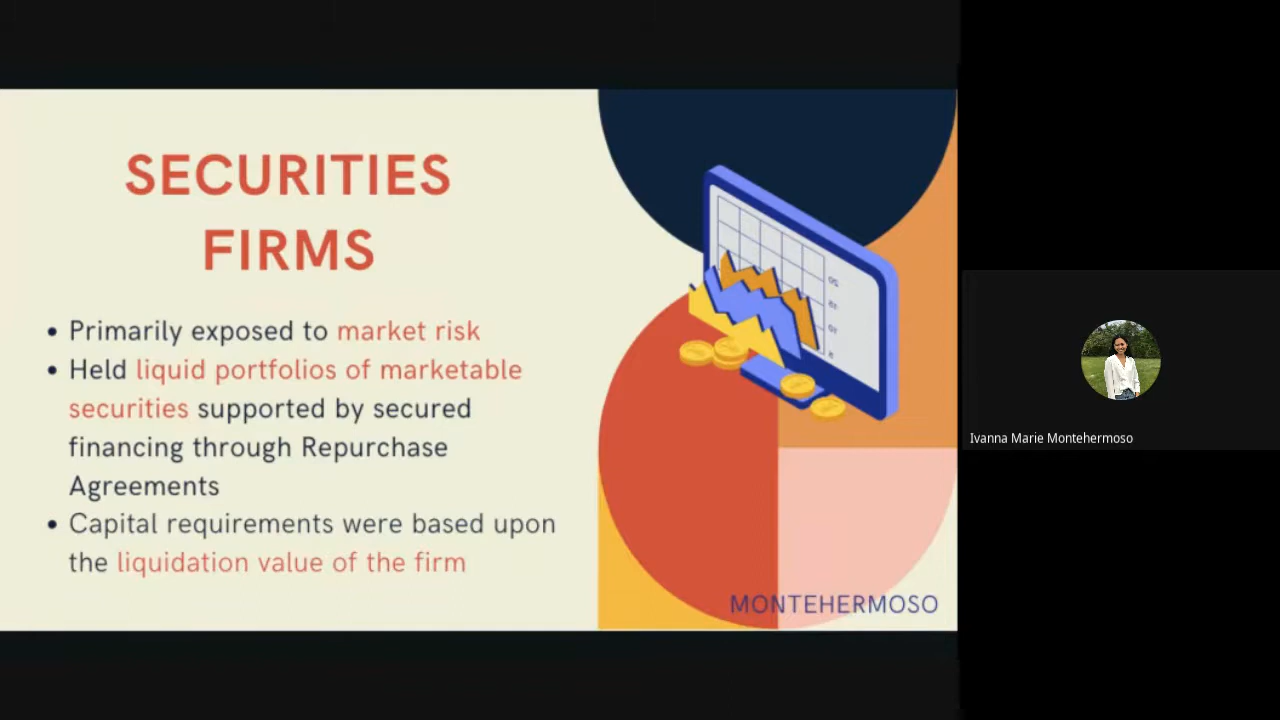 SECURITIES
FIRMS
• Primarily exposed to market risk
• Held liquid portfolios of marketable
securities supported by secured
financing through Repurchase
Agreements
• Capital requirements were based upon
the liquidation value of the firm
MONTEHERMOSO
Ivanna Marie Montehermoso